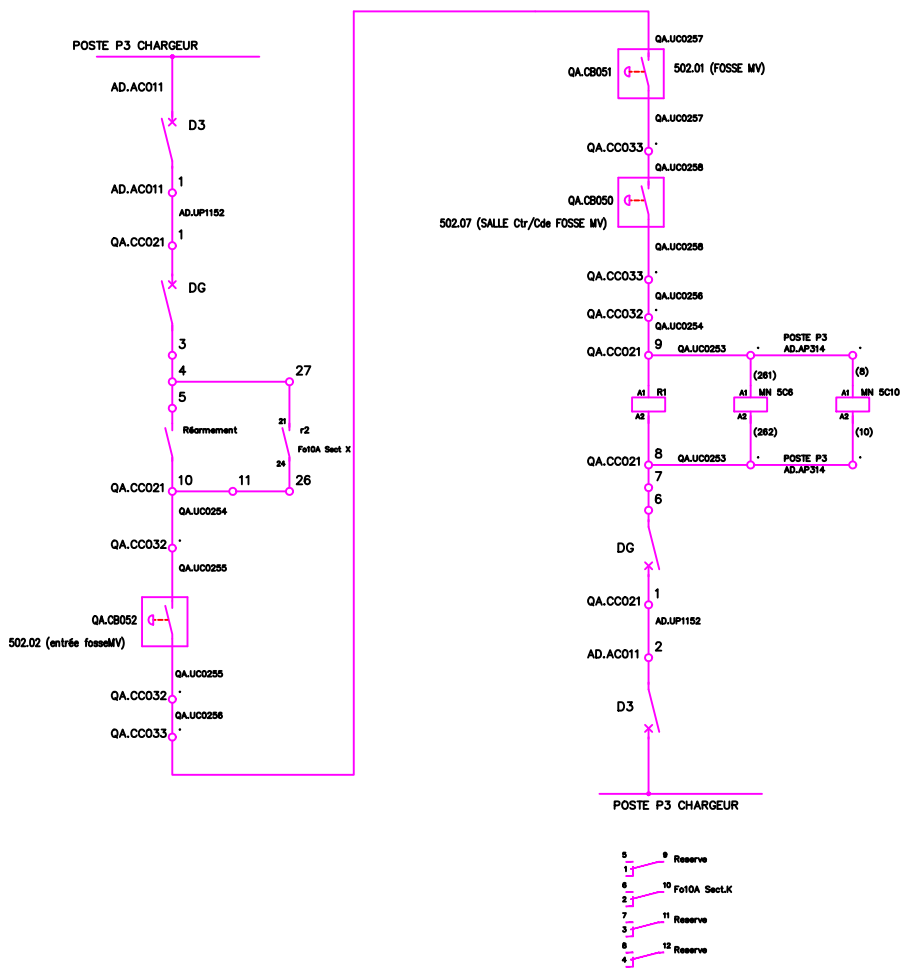 POSTE P3 CHARGEUR
AD.AC011
D3
AD.AC011
1
AD.UP1152
QA.CC021
1
DG
3
4
27
5
Réarmement
21
r2
Fo10A Sect X
24
QA.CC021
10
11
26
QA.UC0254
QA.CC032
QA.UC0255
QA.CB052
502.02 (entrée fosseMV)
QA.UC0255
QA.CC032
QA.UC0256
QA.CC033
QA.UC0257
QA.CB051
502.01 (FOSSE MV)
QA.UC0257
QA.CC033
QA.UC0258
QA.CB050
502.07 (SALLE Ctr/Cde FOSSE MV)
QA.UC0258
QA.CC033
QA.UC0256
QA.CC032
QA.UC0254
QA.CC021
9
QA.UC0253
POSTE P3
AD.AP314
(261)
(8)
A1
R1
A2
A1
MN 5C6
A2
A1
MN 5C10
A2
(262)
(10)
QA.CC021
8
QA.UC0253
POSTE P3
AD.AP314
7
6
DG
QA.CC021
1
AD.UP1152
AD.AC011
2
D3
POSTE P3 CHARGEUR
5
9
Reserve
1
6
10
Fo10A Sect.K
2
7
11
Reserve
3
8
12
Reserve
4